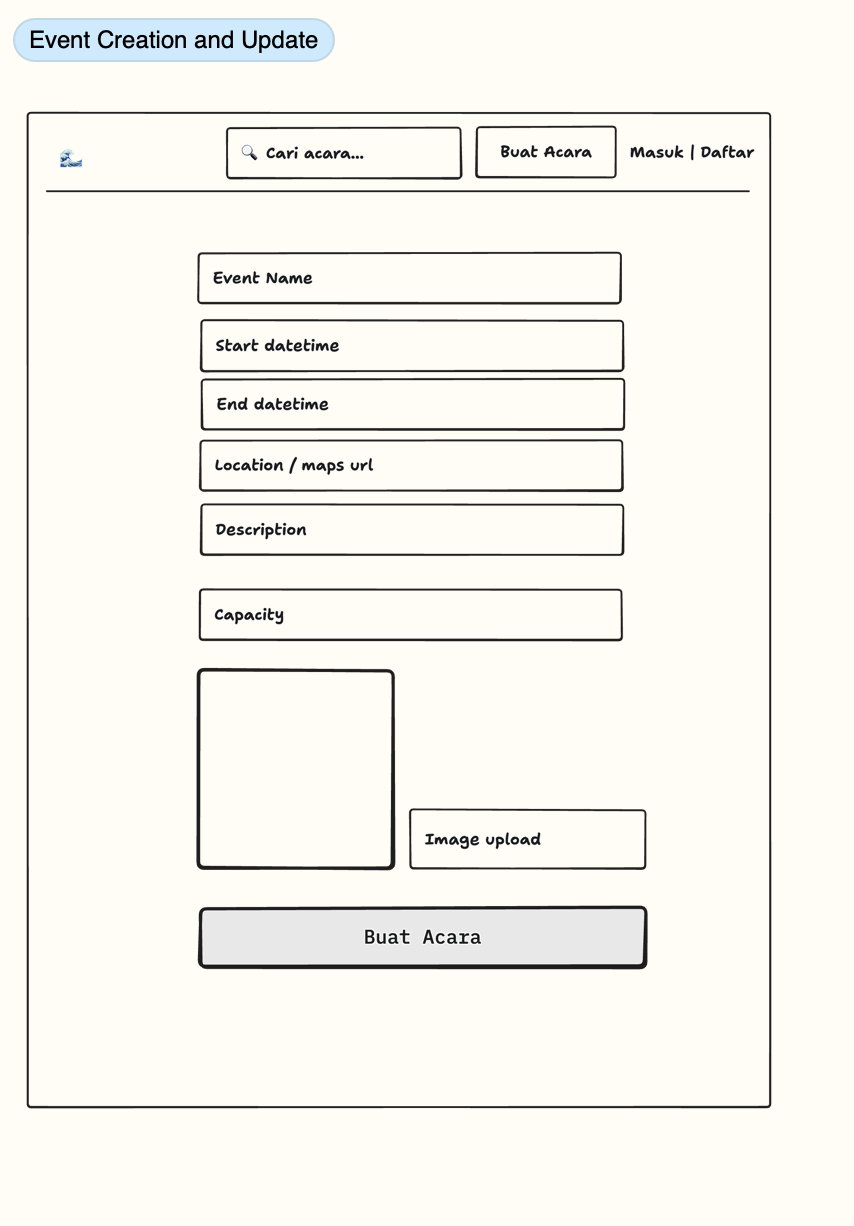 Event Creation and Update
Cari acara...
Buat Acara
Masuk | Daftar
Event Name
Start datetime
End datetime
Location / maps url
Description
Capacity
Image upload
Buat Acara